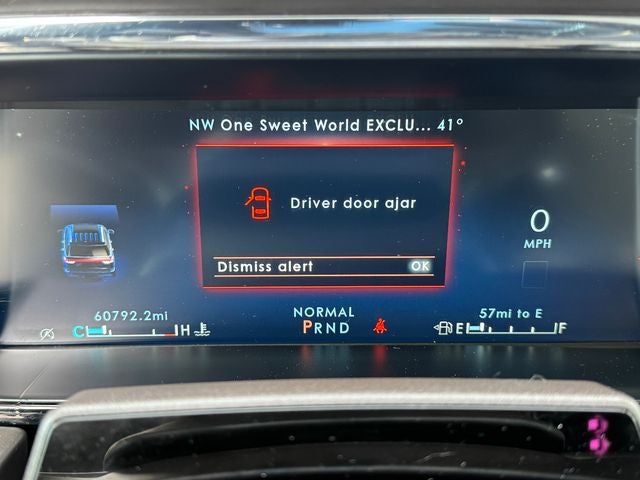 NW One Sweet World EXCLU... 41°
Driver door ajar
Dismiss alert OK
0
MPH
60792.2mi
NORMAL
57mi to E
C H
PRND
E F
3